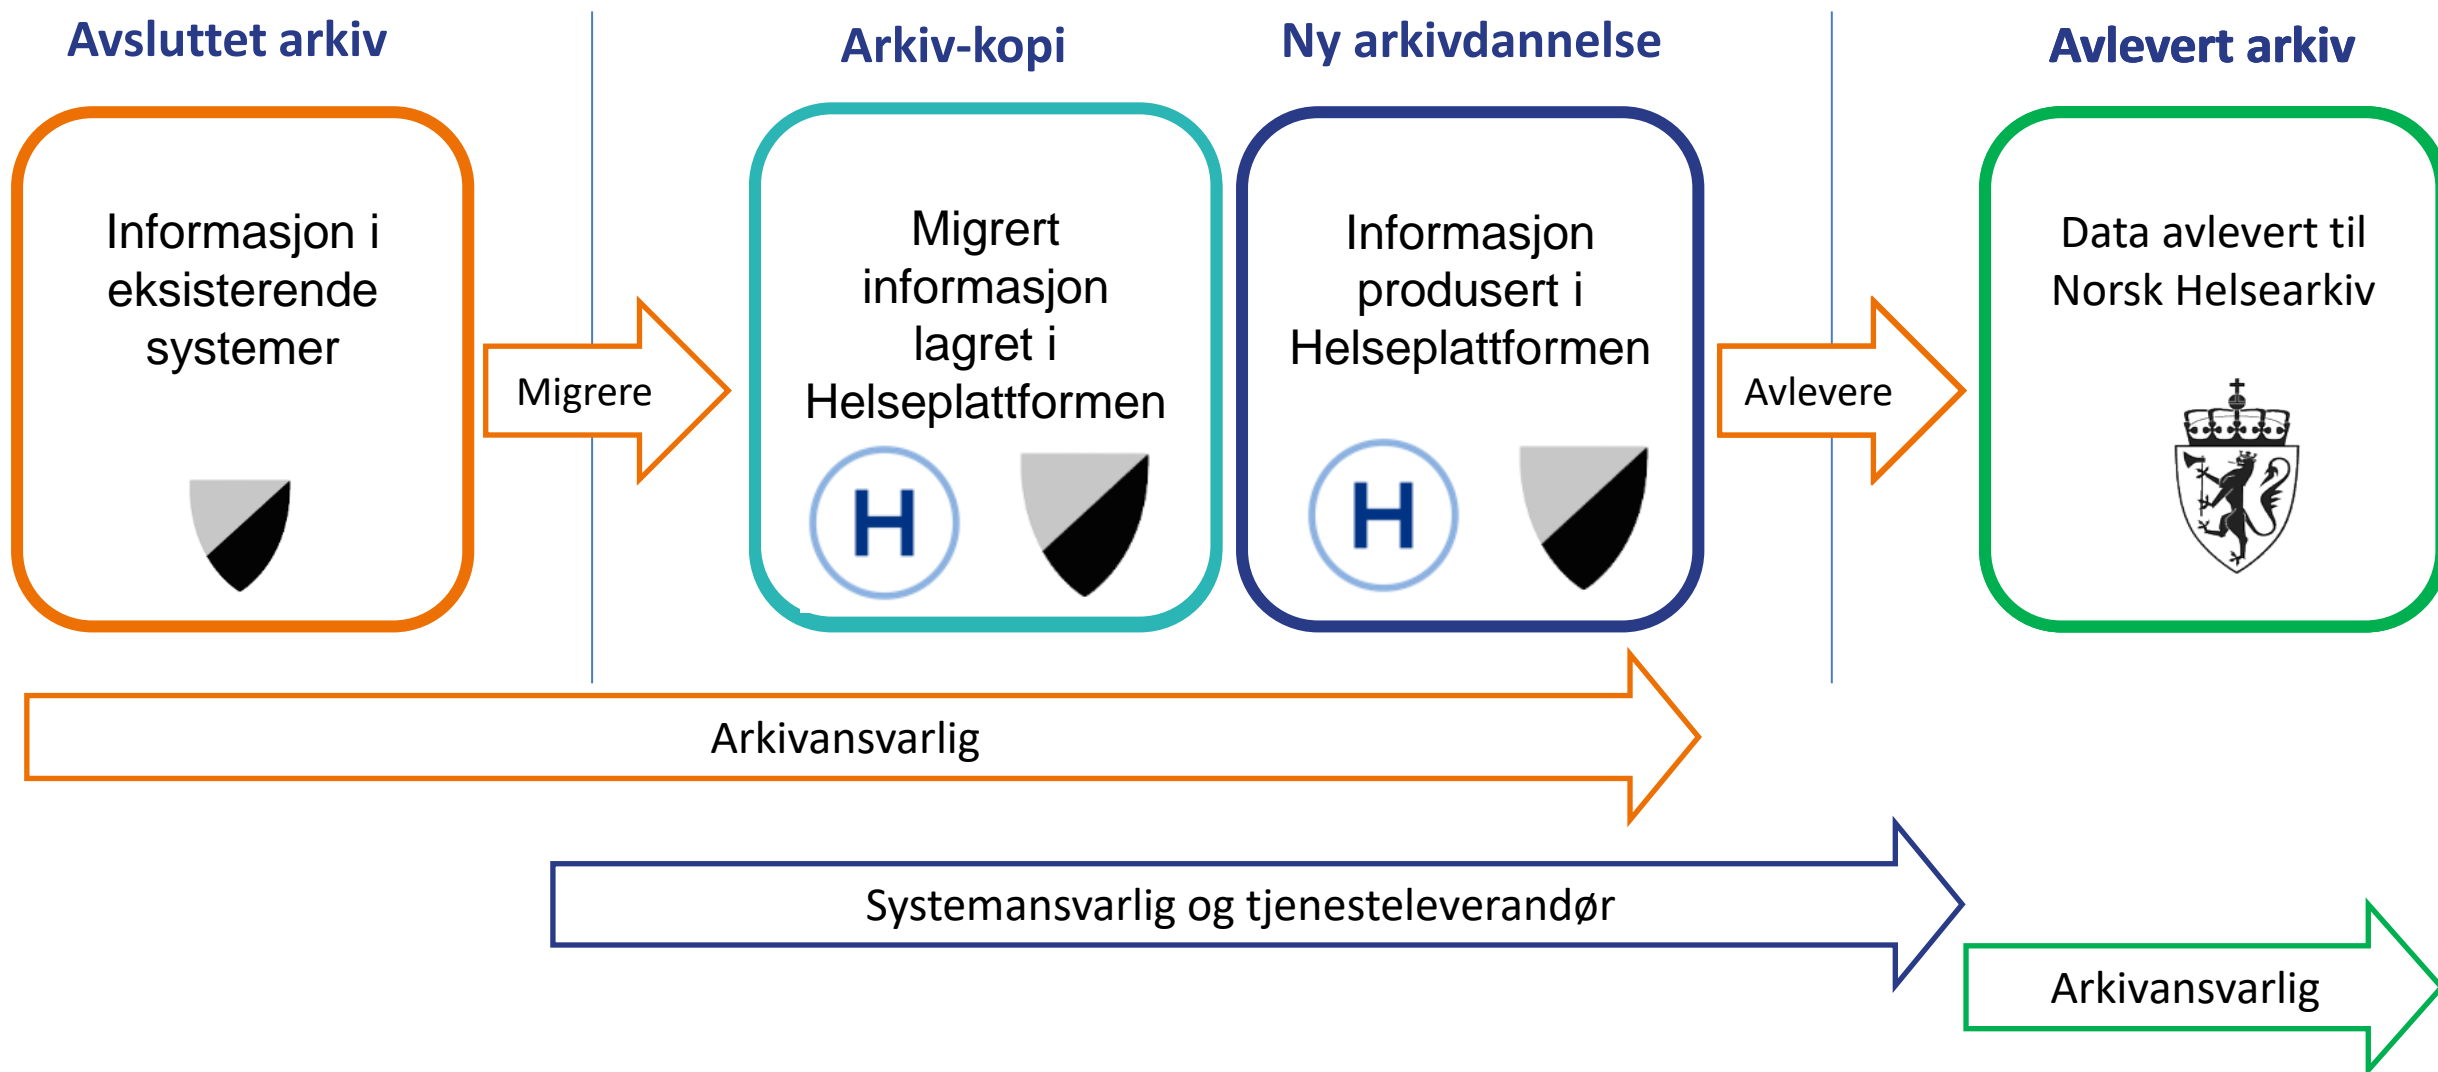 Avsluttet arkiv
Arkiv-kopi
Ny arkivdannelse
Avlevert arkiv
Informasjon i
eksisterende
systemer
Migrere
Migrert
informasjon
lagret i
Helseplattformen
H
Informasjon
produsert i
Helseplattformen
H
Avlevere
Data avlevert til
Norsk Helsearkiv
Arkivansvarlig
Systemansvarlig og tjenesteleverandør
Arkivansvarlig